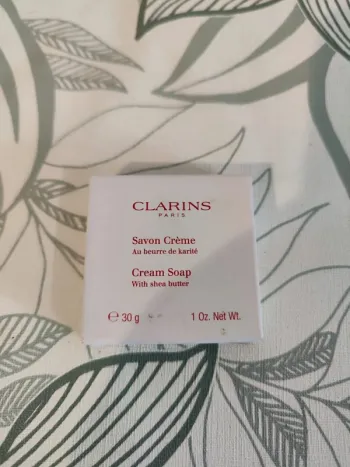 CLARINS
PARIS
Savon Crème
Au beurre de karité
Cream Soap
With shea butter
℮ 30 g 1 Oz. Net Wt.